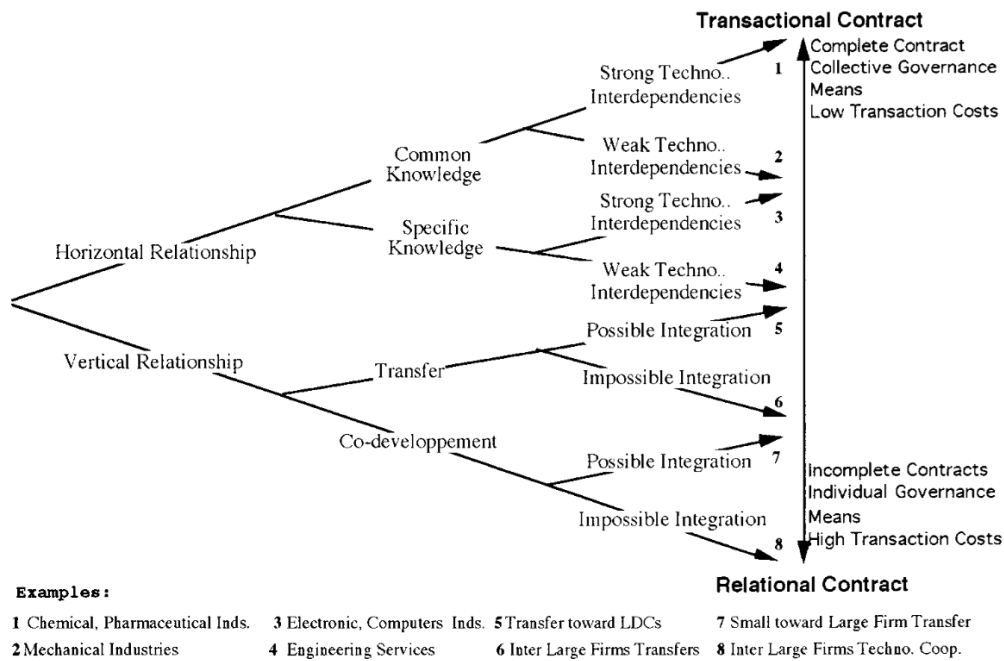 Transactional Contract
Complete Contract
Collective Governance
Means
Low Transaction Costs
1
Strong Techno..
Interdependencies
Common
Knowledge
Weak Techno..
Interdependencies
2
Strong Techno..
Interdependencies
3
Specific
Knowledge
Horizontal Relationship
Weak Techno..
Interdependencies
4
Possible Integration
5
Vertical Relationship
Transfer
Impossible Integration
6
Co-developpement
Possible Integration
7
Incomplete Contracts
Individual Governance
Means
High Transaction Costs
Impossible Integration
8
Relational Contract
Examples:
1 Chemical, Pharmaceutical Inds. 3 Electronic, Computers Inds. 5 Transfer toward LDCs 7 Small toward Large Firm Transfer
2 Mechanical Industries 4 Engineering Services 6 Inter Large Firms Transfers 8 Inter Large Firms Techno. Coop.